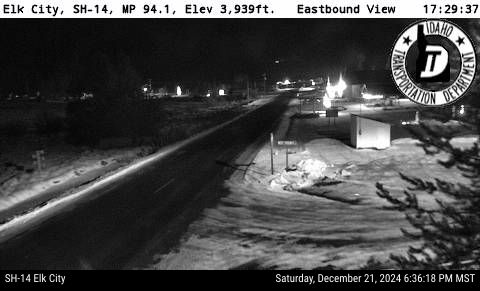 Elk City, SH-14, MP 94.1, Elev 3,939ft.   Eastbound View   17:29:37
IDAHO
TRANSPORTATION DEPARTMENT
SH-14 Elk City
Saturday, December 21, 2024 6:36:18 PM MST